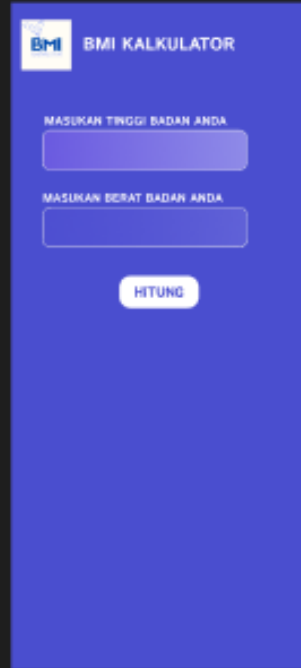 BMI
BMI KALKULATOR
MASUKAN TINGGI BADAN ANDA
MASUKAN BERAT BADAN ANDA
HITUNG